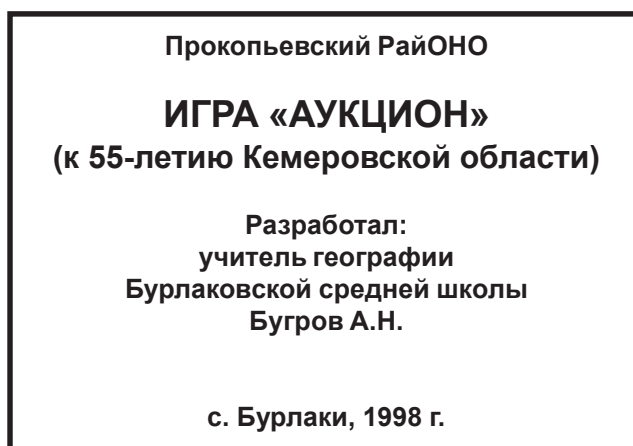 Прокопьевский РайОНО
ИГРА «АУКЦИОН»
(к 55-летию Кемеровской области)
Разработал:
учитель географии
Бурлаковской средней школы
Бугров А.Н.
с. Бурлаки, 1998 г.